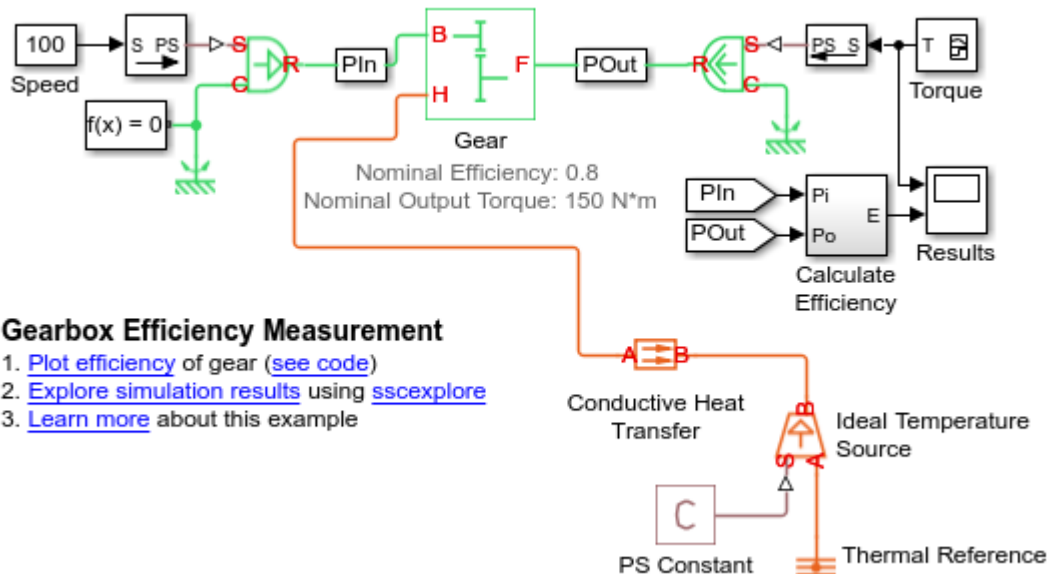 100
Speed
S PS
S
R
C
f(x) = 0
PIn
B
F
H
Gear
Nominal Efficiency: 0.8
Nominal Output Torque: 150 N*m
POut
R
S
C
PS S
T
Torque
PIn
POut
Pi
Po
E
Calculate
Efficiency
Results
Gearbox Efficiency Measurement
1. Plot efficiency of gear (see code)
2. Explore simulation results using sscexplore
3. Learn more about this example
A
B
Conductive Heat
Transfer
B
S
A
Ideal Temperature
Source
C
PS Constant
Thermal Reference